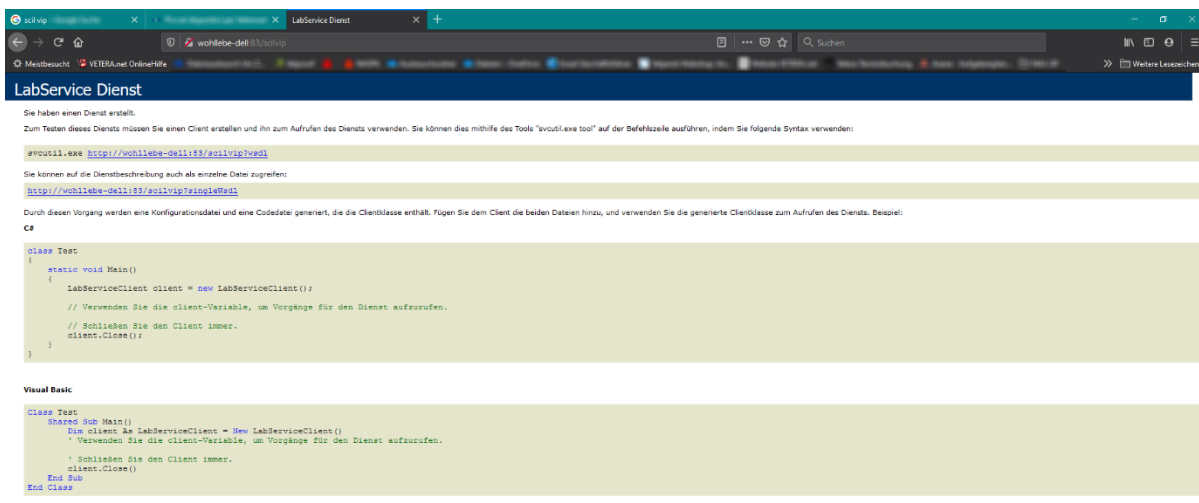 scil vip
LabService Dienst
wohllebe-dell:83/scilvip
Suchen
Meistbesucht
VETERA.net OnlineHilfe
Weitere Lesezeichen
LabService Dienst
Sie haben einen Dienst erstellt.
Zum Testen dieses Diensts müssen Sie einen Client erstellen und ihn zum Aufrufen des Diensts verwenden. Sie können dies mithilfe des Tools "svcutil.exe tool" auf der Befehlszeile ausführen, indem Sie folgende Syntax verwenden:
svcutil.exe http://wohllebe-dell:83/scilvip?wsdl
Sie können auf die Dienstbeschreibung auch als einzelne Datei zugreifen:
http://wohllebe-dell:83/scilvip?singleWsdl
Durch diesen Vorgang werden eine Konfigurationsdatei und eine Codedatei generiert, die die Clientklasse enthält. Fügen Sie dem Client die beiden Dateien hinzu, und verwenden Sie die generierte Clientklasse zum Aufrufen des Diensts. Beispiel:
C#
class Test
{
static void Main()
{
LabServiceClient client = new LabServiceClient();
// Verwenden Sie die client-Variable, um Vorgänge für den Dienst aufzurufen.
// Schließen Sie den Client immer.
client.Close();
}
}
Visual Basic
Class Test
Shared Sub Main()
Dim client As LabServiceClient = New LabServiceClient()
' Verwenden Sie die client-Variable, um Vorgänge für den Dienst aufzurufen.
' Schließen Sie den Client immer.
client.Close()
End Sub
End Class